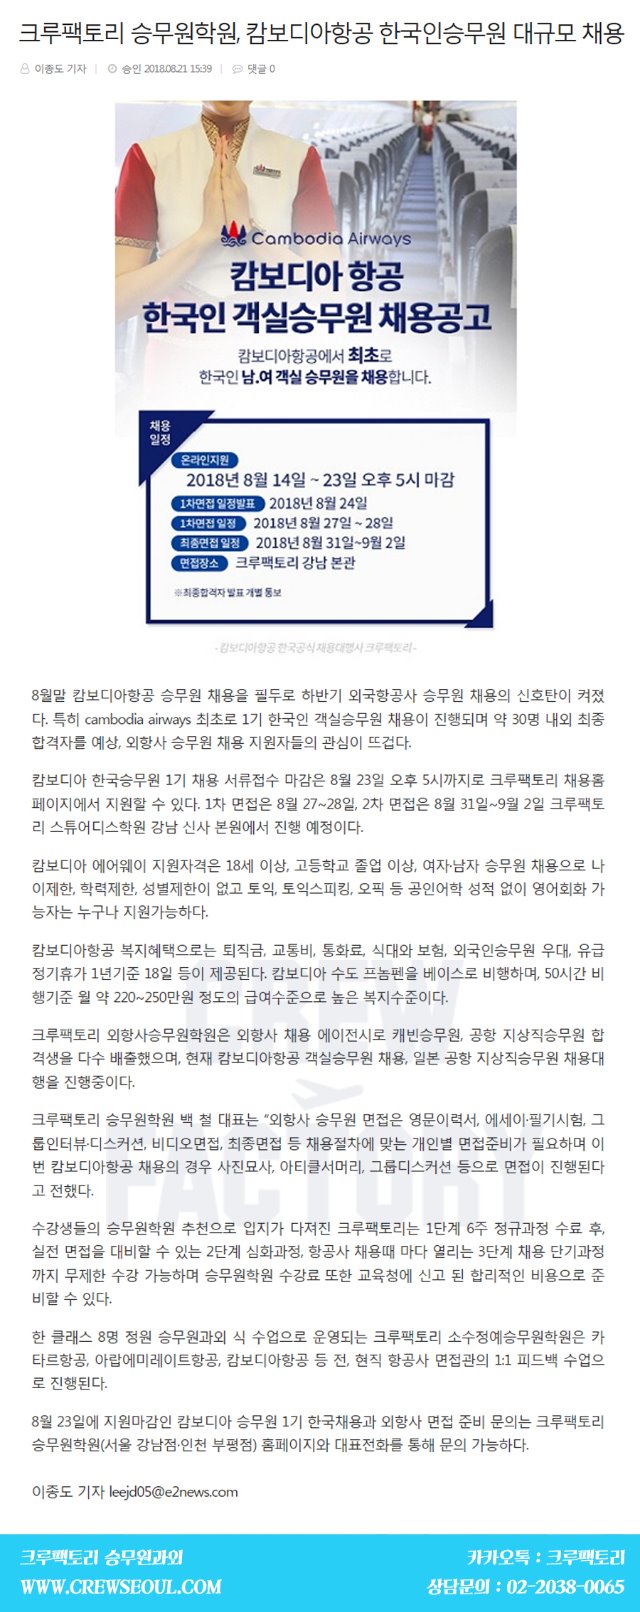 크루팩토리 승무원학원, 캄보디아항공 한국인승무원 대규모 채용
이종도 기자 | 승인 2018.08.21 15:39 | 댓글 0
Cambodia Airways
캄보디아 항공
한국인 객실승무원 채용공고
캄보디아항공에서 최초로
한국인 남.여 객실 승무원을 채용합니다.
채용
일정
온라인지원
2018년 8월 14일 ~ 23일 오후 5시 마감
1차면접 일정발표 2018년 8월 24일
1차면접 일정 2018년 8월 27일 ~ 28일
최종면접 일정 2018년 8월 31일~9월 2일
면접장소 크루팩토리 강남 본관
※최종합격자 발표 개별 통보
- 캄보디아항공 한국공식 채용대행사 크루팩토리 -
8월말 캄보디아항공 승무원 채용을 필두로 하반기 외국항공사 승무원 채용의 신호탄이 켜졌
다. 특히 cambodia airways 최초로 1기 한국인 객실승무원 채용이 진행되며 약 30명 내외 최종
합격자를 예상, 외항사 승무원 채용 지원자들의 관심이 뜨겁다.
캄보디아 한국승무원 1기 채용 서류접수 마감은 8월 23일 오후 5시까지로 크루팩토리 채용홈
페이지에서 지원할 수 있다. 1차 면접은 8월 27~28일, 2차 면접은 8월 31일~9월 2일 크루팩토
리 스튜어디스학원 강남 신사 본원에서 진행 예정이다.
캄보디아 에어웨이 지원자격은 18세 이상, 고등학교 졸업 이상, 여자·남자 승무원 채용으로 나
이제한, 학력제한, 성별제한이 없고 토익, 토익스피킹, 오픽 등 공인어학 성적 없이 영어회화 가
능자는 누구나 지원가능하다.
캄보디아항공 복지혜택으로는 퇴직금, 교통비, 통화료, 식대와 보험, 외국인승무원 우대, 유급
정기휴가 1년기준 18일 등이 제공된다. 캄보디아 수도 프놈펜을 베이스로 비행하며, 50시간 비
행기준 월 약 220~250만원 정도의 급여수준으로 높은 복지수준이다.
크루팩토리 외항사승무원학원은 외항사 채용 에이전시로 캐빈승무원, 공항 지상직승무원 합
격생을 다수 배출했으며, 현재 캄보디아항공 객실승무원 채용, 일본 공항 지상직승무원 채용대
행을 진행중이다.
크루팩토리 승무원학원 백 철 대표는 "외항사 승무원 면접은 영문이력서, 에세이·필기시험, 그
룹인터뷰·디스커션, 비디오면접, 최종면접 등 채용절차에 맞는 개인별 면접준비가 필요하며 이
번 캄보디아항공 채용의 경우 사진묘사, 아티클서머리, 그룹디스커션 등으로 면접이 진행된다
고 전했다.
수강생들의 승무원학원 추천으로 입지가 다져진 크루팩토리는 1단계 6주 정규과정 수료 후,
실전 면접을 대비할 수 있는 2단계 심화과정, 항공사 채용때 마다 열리는 3단계 채용 단기과정
까지 무제한 수강 가능하며 승무원학원 수강료 또한 교육청에 신고 된 합리적인 비용으로 준
비할 수 있다.
한 클래스 8명 정원 승무원과외 식 수업으로 운영되는 크루팩토리 소수정예승무원학원은 카
타르항공, 아랍에미레이트항공, 캄보디아항공 등 전, 현직 항공사 면접관의 1:1 피드백 수업으
로 진행된다.
8월 23일에 지원마감인 캄보디아 승무원 1기 한국채용과 외항사 면접 준비 문의는 크루팩토리
승무원학원(서울 강남점·인천 부평점) 홈페이지와 대표전화를 통해 문의 가능하다.
이종도 기자 leejd05@e2news.com
CREW
FACTORY
크루팩토리 승무원과외 카카오톡 : 크루팩토리
WWW.CREWSEOUL.COM 상담문의 : 02-2038-0065